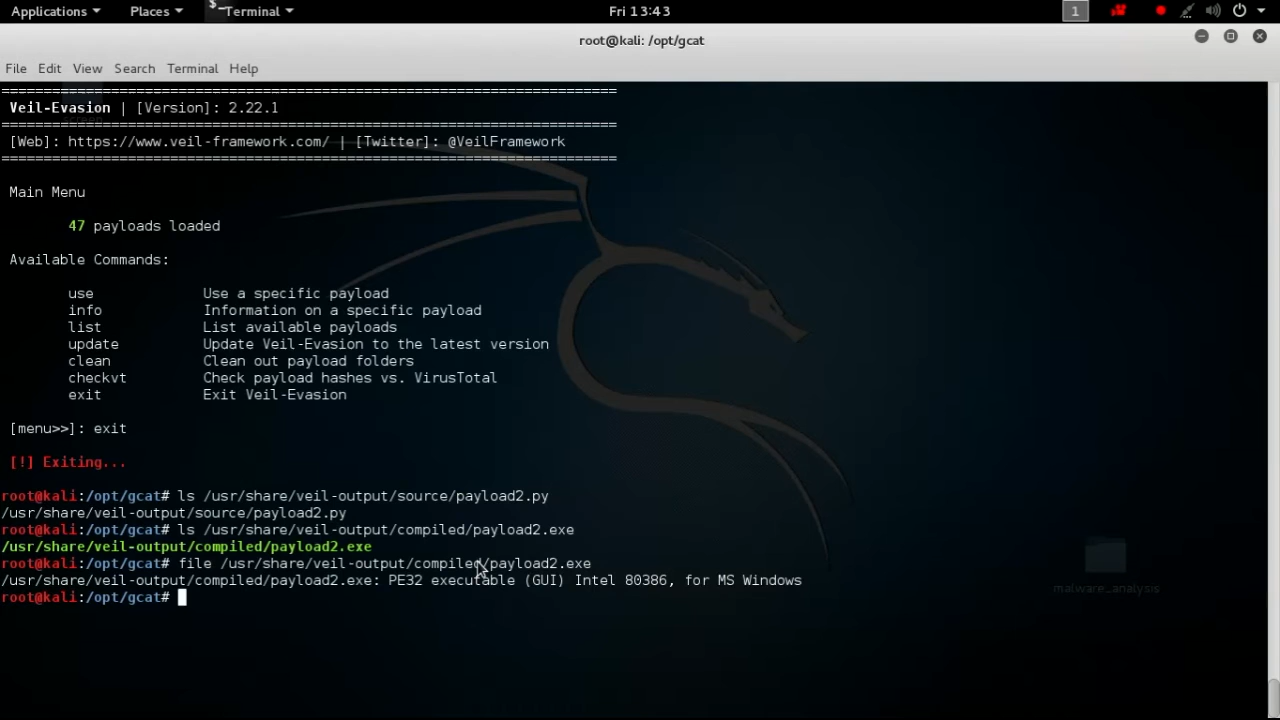 Applications Places Terminal Fri 13:43 1
root@kali: /opt/gcat
File Edit View Search Terminal Help
=========================================================================
Veil-Evasion | [Version]: 2.22.1
=========================================================================
[Web]: https://www.veil-framework.com/ | [Twitter]: @VeilFramework
=========================================================================
Main Menu
47 payloads loaded
Available Commands:
use Use a specific payload
info Information on a specific payload
list List available payloads
update Update Veil-Evasion to the latest version
clean Clean out payload folders
checkvt Check payload hashes vs. VirusTotal
exit Exit Veil-Evasion
[menu>>]: exit
[!] Exiting...
root@kali:/opt/gcat# ls /usr/share/veil-output/source/payload2.py
/usr/share/veil-output/source/payload2.py
root@kali:/opt/gcat# ls /usr/share/veil-output/compiled/payload2.exe
/usr/share/veil-output/compiled/payload2.exe
root@kali:/opt/gcat# file /usr/share/veil-output/compiled/payload2.exe
/usr/share/veil-output/compiled/payload2.exe: PE32 executable (GUI) Intel 80386, for MS Windows
root@kali:/opt/gcat#
malware_analysis